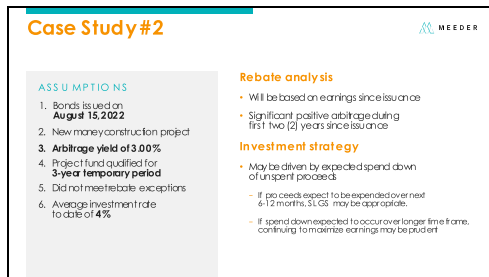 Case Study #2
MEEDER
ASSUMPTIONS
1. Bonds issued on
August 15, 2022
2. New money construction project
3. Arbitrage yield of 3.00%
4. Project fund qualified for
3-year temporary period
5. Did not meet rebate exceptions
6. Average investment rate
to date of 4%
Rebate analysis
• Will be based on earnings since issuance
• Significant positive arbitrage during
first two (2) years since issuance
Investment strategy
• May be driven by expected spend down
of unspent proceeds
– If proceeds expect to be expended over next
6-12 months, SLGS may be appropriate.
– If spend down expected to occur over longer time frame,
continuing to maximize earnings may be prudent